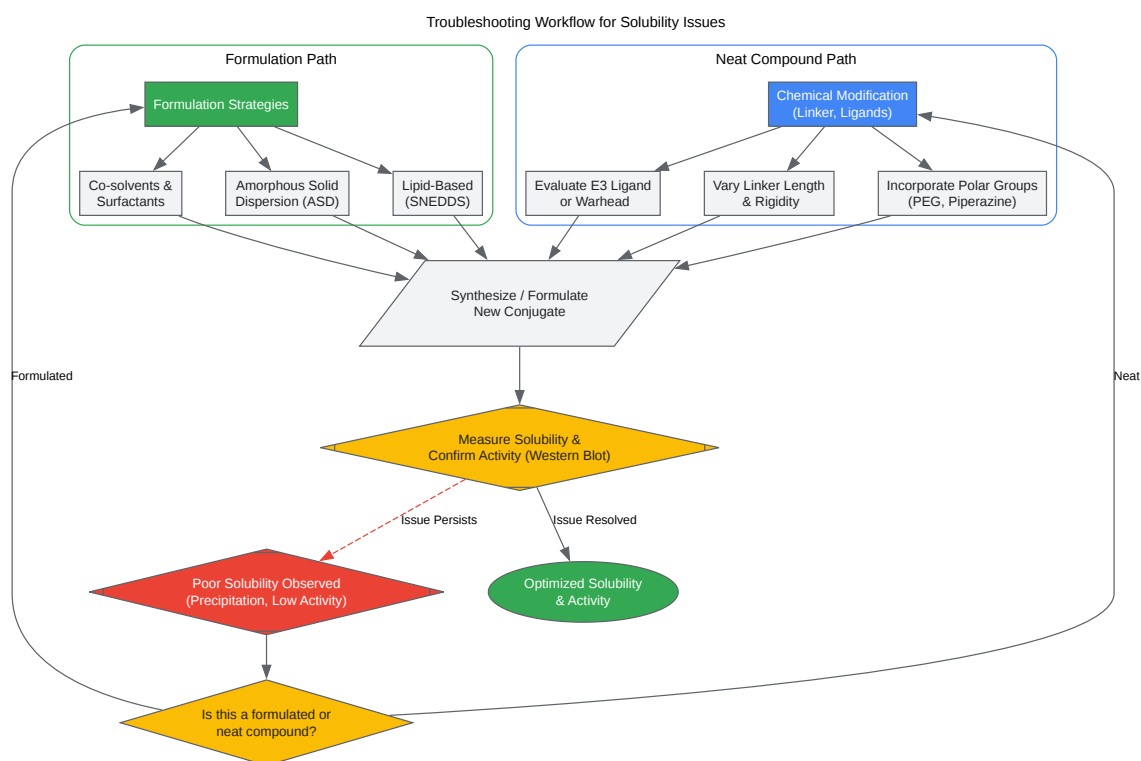 Troubleshooting Workflow for Solubility Issues
Formulation Path
Neat Compound Path
Formulation Strategies
Chemical Modification
(Linker, Ligands)
Co-solvents &
Surfactants
Amorphous Solid
Dispersion (ASD)
Lipid-Based
(SNEDDS)
Evaluate E3 Ligand
or Warhead
Vary Linker Length
& Rigidity
Incorporate Polar Groups
(PEG, Piperazine)
Synthesize / Formulate
New Conjugate
Formulated
Neat
Measure Solubility &
Confirm Activity (Western Blot)
Issue Persists
Issue Resolved
Poor Solubility Observed
(Precipitation, Low Activity)
Optimized Solubility
& Activity
Is this a formulated or
neat compound?